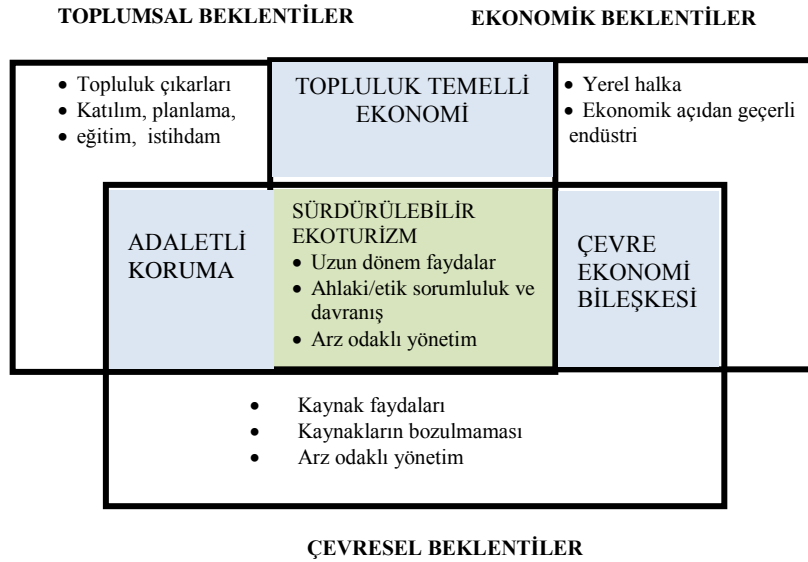 TOPLUMSAL BEKLENTİLER
EKONOMİK BEKLENTİLER
• Topluluk çıkarları
• Katılım, planlama,
• eğitim, istihdam
TOPLULUK TEMELLİ
EKONOMİ
• Yerel halka
• Ekonomik açıdan geçerli
endüstri
ADALETLİ
KORUMA
SÜRDÜRÜLEBİLİR
EKOTURİZM
• Uzun dönem faydalar
• Ahlaki/etik sorumluluk ve
davranış
• Arz odaklı yönetim
ÇEVRE
EKONOMİ
BİLEŞKESİ
• Kaynak faydaları
• Kaynakların bozulmaması
• Arz odaklı yönetim
ÇEVRESEL BEKLENTİLER